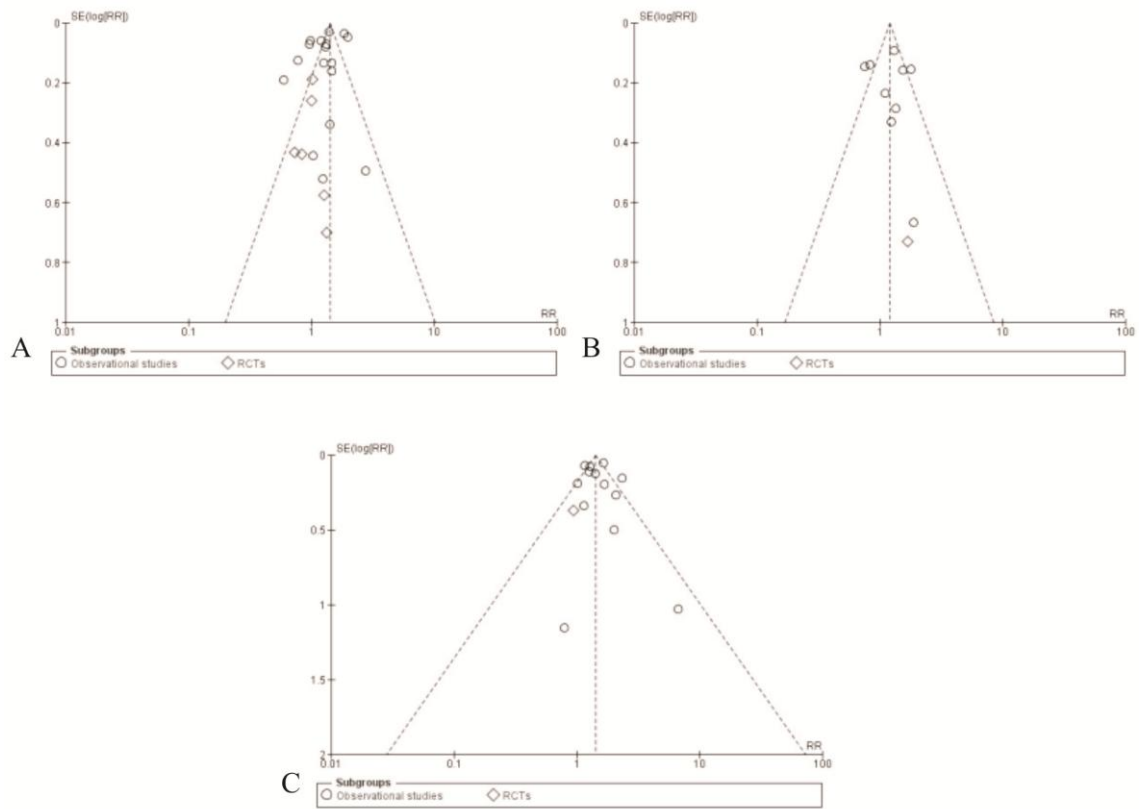 SE(log[RR])
0
0.2
0.4
0.6
0.8
1
0.01
0.1
1
10
100
RR
A
Subgroups
Observational studies
RCTs
SE(log[RR])
0
0.2
0.4
0.6
0.8
1
0.01
0.1
1
10
100
RR
B
Subgroups
Observational studies
RCTs
SE(log[RR])
0
0.5
1
1.5
2
0.01
0.1
1
10
100
RR
C
Subgroups
Observational studies
RCTs